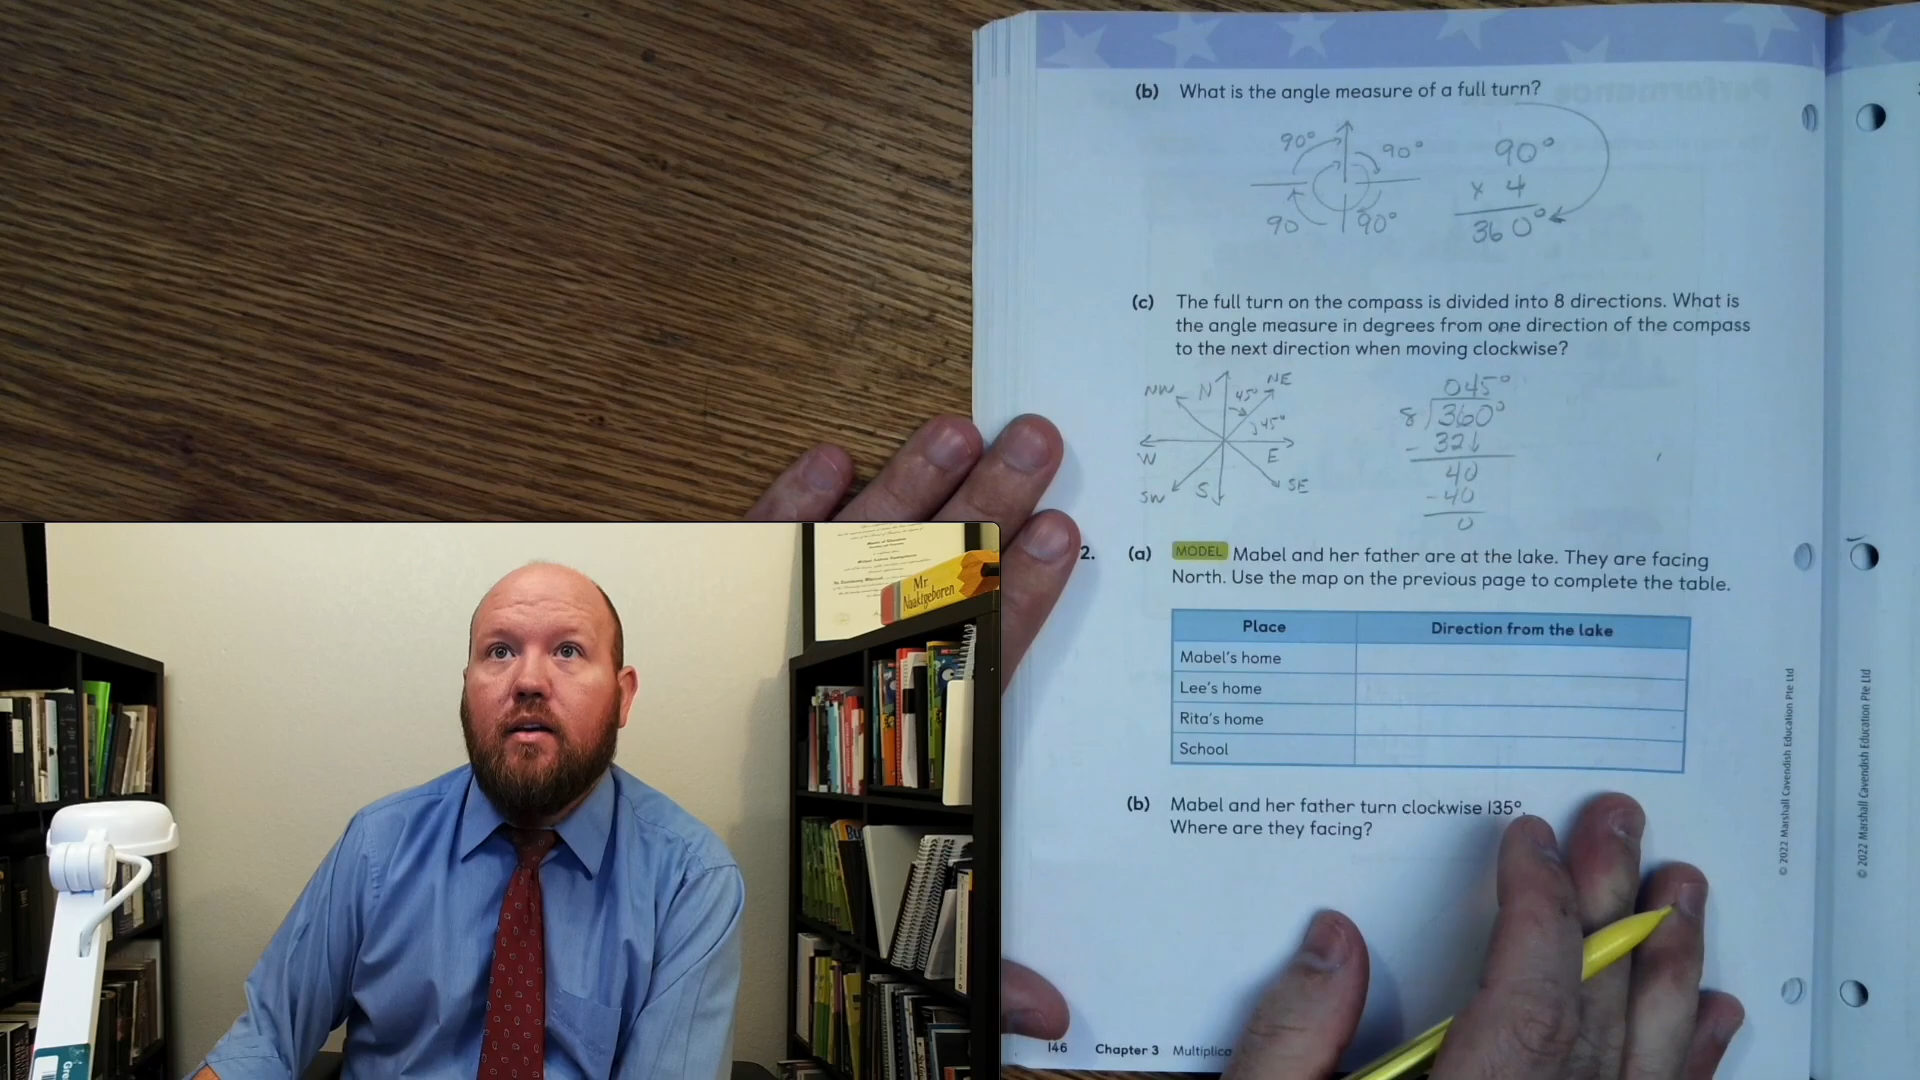 (b) What is the angle measure of a full turn?
90° 90° 90°
x 4
90 90° 360°
(c) The full turn on the compass is divided into 8 directions. What is
the angle measure in degrees from one direction of the compass
to the next direction when moving clockwise?
NW N 45° NE 045°
45° 8 360°
- 32↓
W E 40
SW S SE - 40
0
2. (a) MODEL Mabel and her father are at the lake. They are facing
North. Use the map on the previous page to complete the table.
Place Direction from the lake
Mabel's home
Lee's home
Rita's home
School
(b) Mabel and her father turn clockwise 135°.
Where are they facing?
146 Chapter 3
© 2022 Marshall Cavendish Education Pte Ltd
© 2022 Marshall Cavendish Education Pte Ltd
Master of Education
Mr
Naaktgeboren